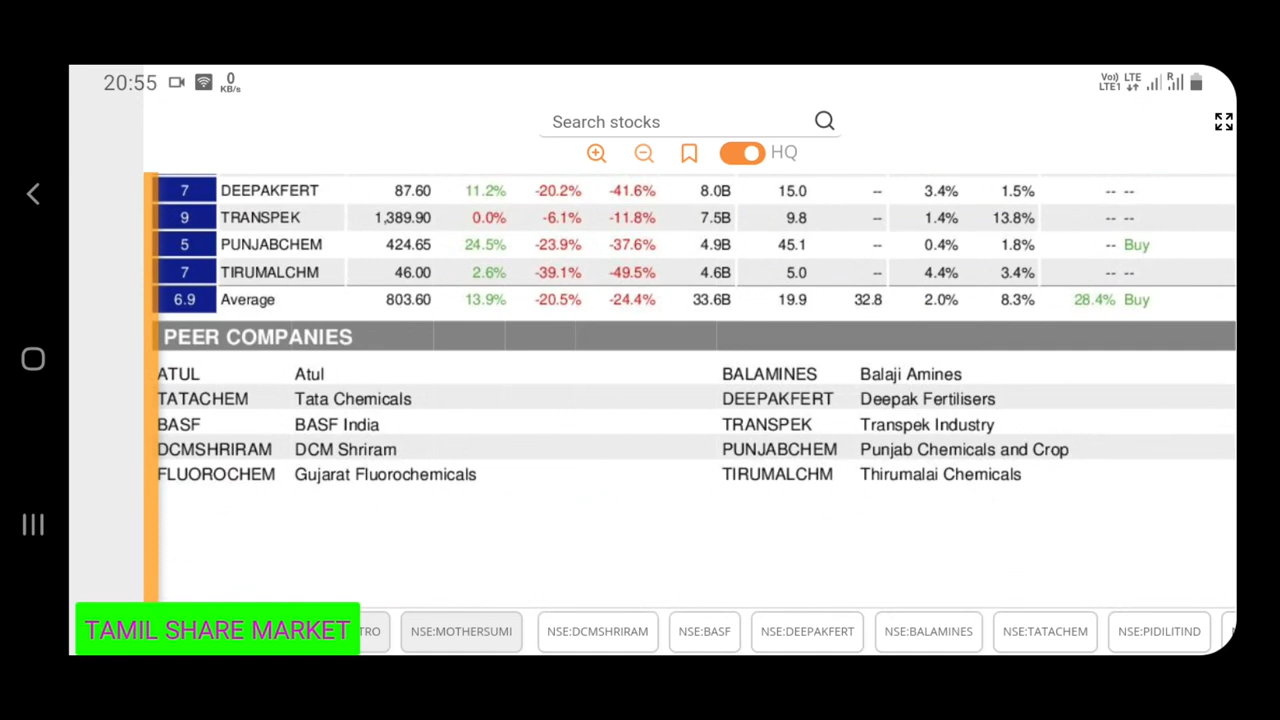 20:55 0 KB/s Vo)) LTE1 LTE R
Search stocks
HQ
7 DEEPAKFERT 87.60 11.2% -20.2% -41.6% 8.0B 15.0 -- 3.4% 1.5% -- --
9 TRANSPEK 1,389.90 0.0% -6.1% -11.8% 7.5B 9.8 -- 1.4% 13.8% -- --
5 PUNJABCHEM 424.65 24.5% -23.9% -37.6% 4.9B 45.1 -- 0.4% 1.8% -- Buy
7 TIRUMALCHM 46.00 2.6% -39.1% -49.5% 4.6B 5.0 -- 4.4% 3.4% -- --
6.9 Average 803.60 13.9% -20.5% -24.4% 33.6B 19.9 32.8 2.0% 8.3% 28.4% Buy
PEER COMPANIES
ATUL Atul BALAMINES Balaji Amines
TATACHEM Tata Chemicals DEEPAKFERT Deepak Fertilisers
BASF BASF India TRANSPEK Transpek Industry
DCMSHRIRAM DCM Shriram PUNJABCHEM Punjab Chemicals and Crop
FLUOROCHEM Gujarat Fluorochemicals TIRUMALCHM Thirumalai Chemicals
TAMIL SHARE MARKET TRO NSE:MOTHERSUMI NSE:DCMSHRIRAM NSE:BASF NSE:DEEPAKFERT NSE:BALAMINES NSE:TATACHEM NSE:PIDILITIND